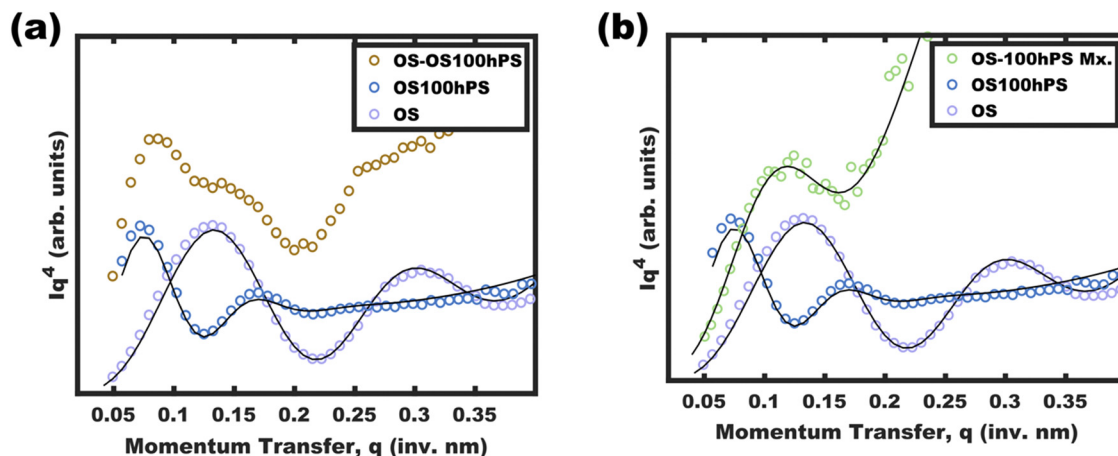 (a)
OS-OS100hPS
OS100hPS
OS
Iq⁴ (arb. units)
0.05 0.1 0.15 0.2 0.25 0.3 0.35
Momentum Transfer, q (inv. nm)
(b)
OS-100hPS Mx.
OS100hPS
OS
Iq⁴ (arb. units)
0.05 0.1 0.15 0.2 0.25 0.3 0.35
Momentum Transfer, q (inv. nm)